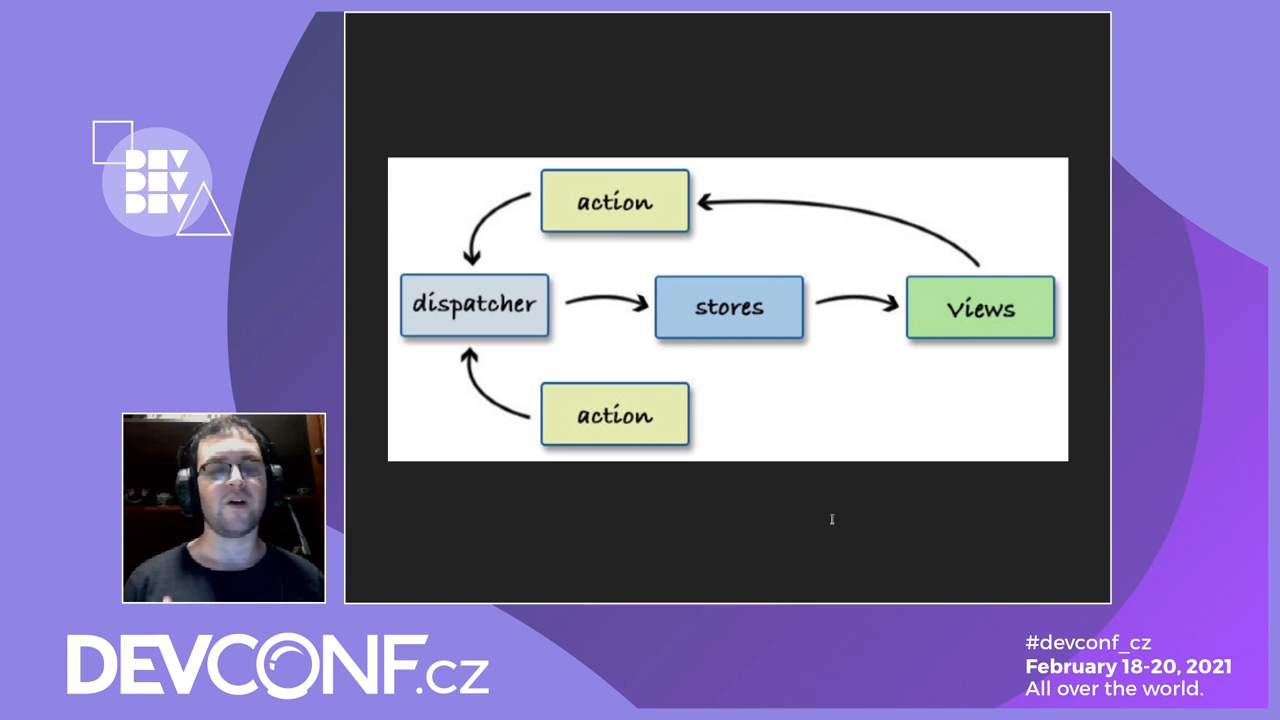 DEV
DEV
DEV
action
dispatcher
stores
views
action
DEVCONF.cz
#devconf_cz
February 18-20, 2021
All over the world.